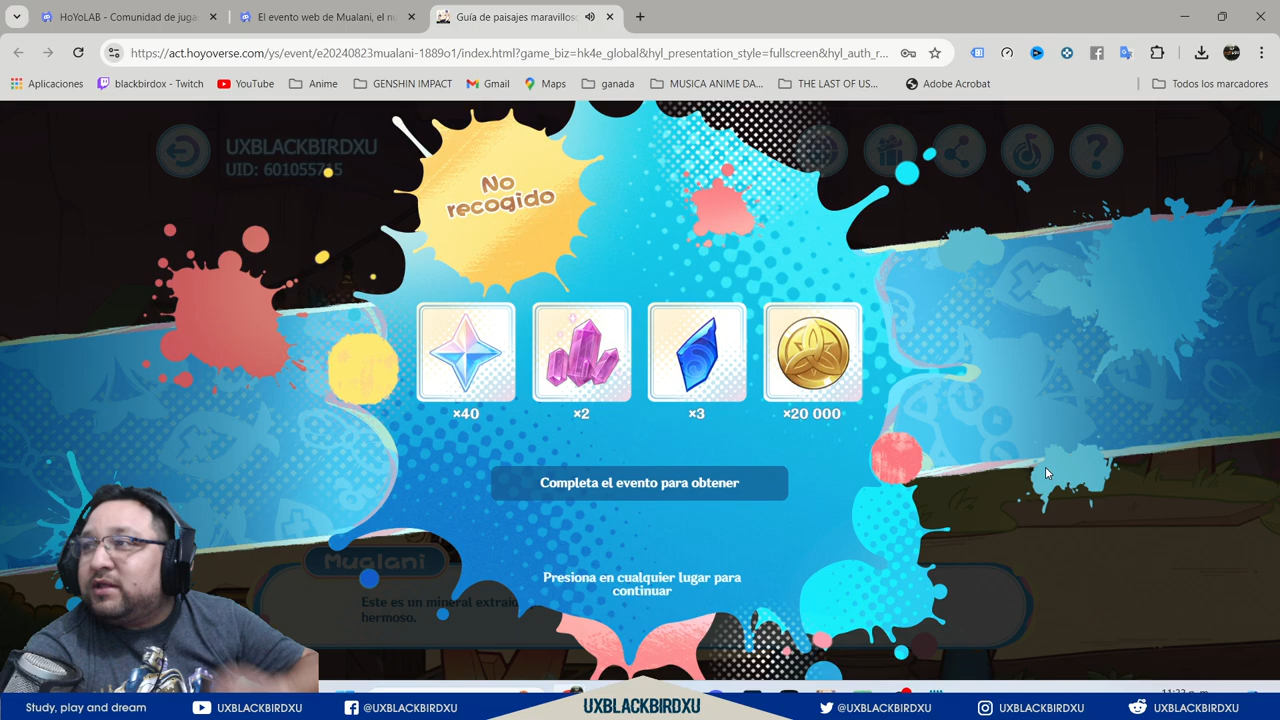 HoYoLAB - Comunidad de juga
El evento web de Mualani, el nu
Guía de paisajes maravilloso
https://act.hoyoverse.com/ys/event/e20240823mualani-1889o1/index.html?game_biz=hk4e_global&hyl_presentation_style=fullscreen&hyl_auth_r...
Aplicaciones
blackbirdox - Twitch
YouTube
Anime
GENSHIN IMPACT
Gmail
Maps
ganada
MUSICA ANIME DA...
THE LAST OF US...
Adobe Acrobat
Todos los marcadores
UXBLACKBIRDXU
UID: 601055715
No
recogido
×40
×2
×3
×20 000
Completa el evento para obtener
Presiona en cualquier lugar para
continuar
Mualani
Este es un mineral extraid
hermoso.
Study, play and dream
UXBLACKBIRDXU
@UXBLACKBIRDXU
UXBLACKBIRDXU
@UXBLACKBIRDXU
UXBLACKBIRDXU
UXBLACKBIRDXU